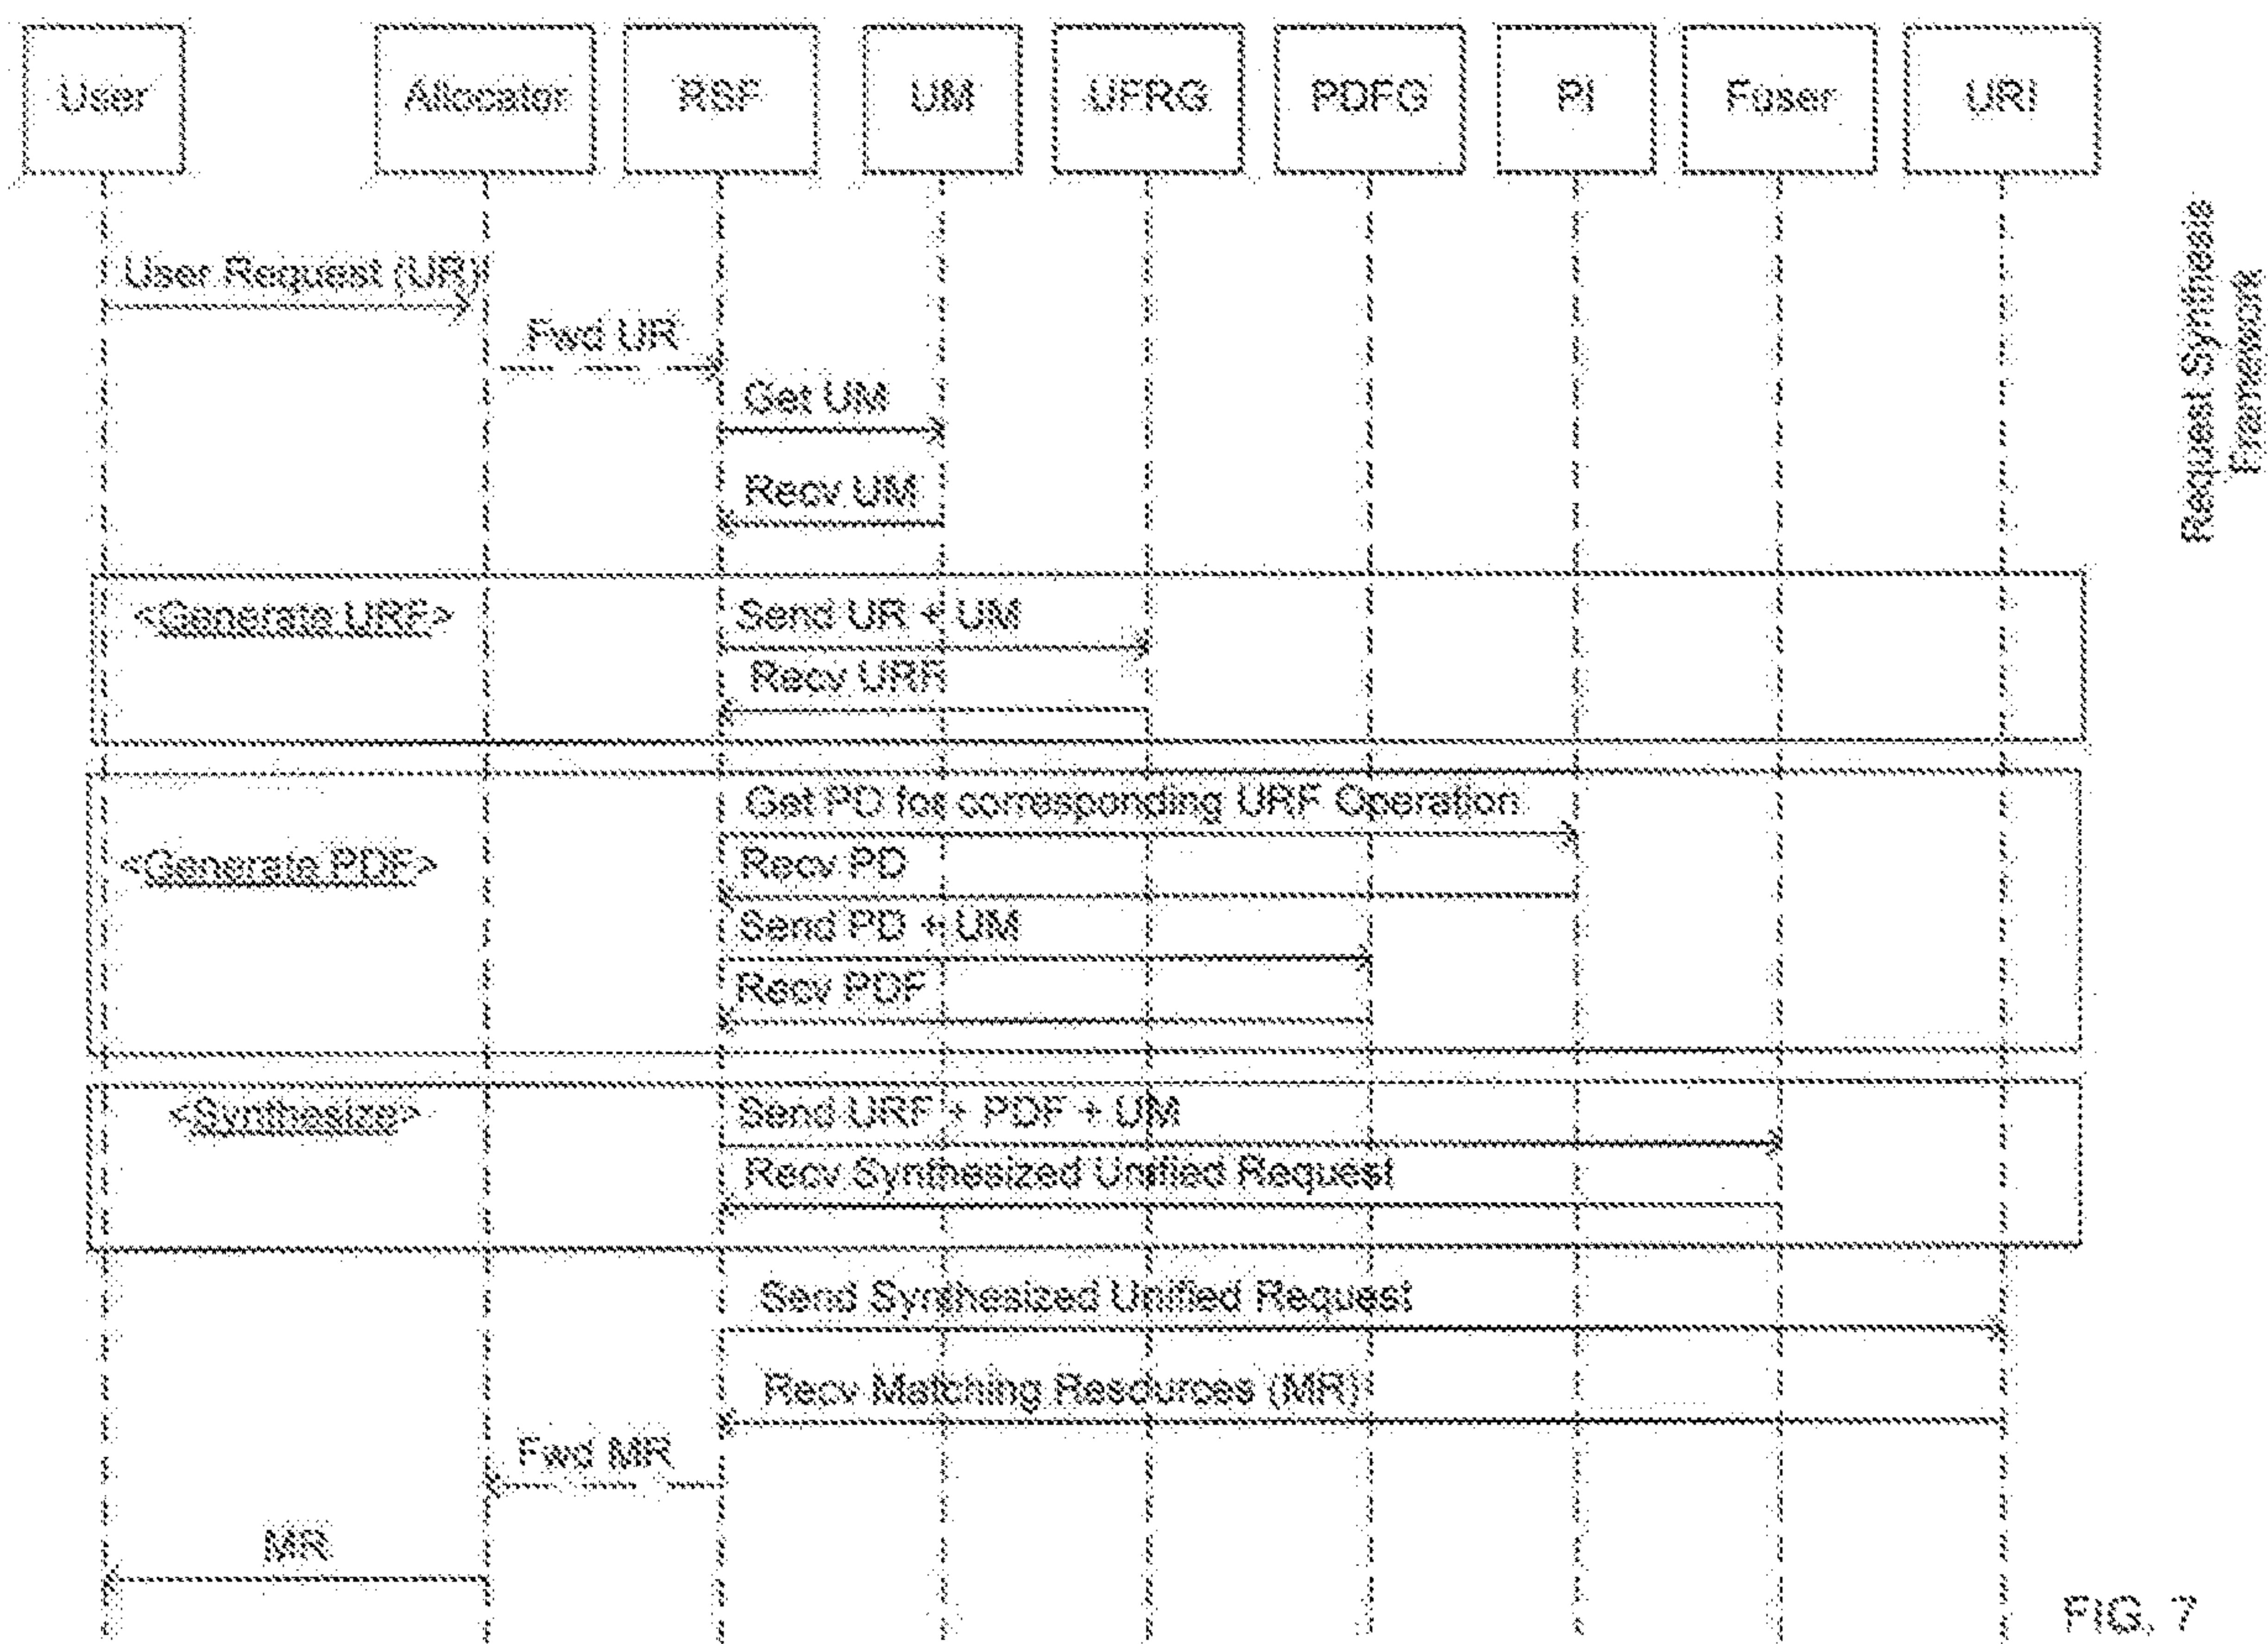 User
Allocator
RSF
UM
UFRG
PDFG
PI
Fuser
URI
Request Synthesis
Framework
User Request (UR)
Fwd UR
Get UM
Recv UM
<Generate URF>
Send UR + UM
Recv URF
Get PD for corresponding URF Operation
<Generate PDF>
Recv PD
Send PD + UM
Recv PDF
<Synthesize>
Send URF + PDF + UM
Recv Synthesized Unified Request
Send Synthesized Unified Request
Recv Matching Resources (MR)
Fwd MR
MR
FIG. 7